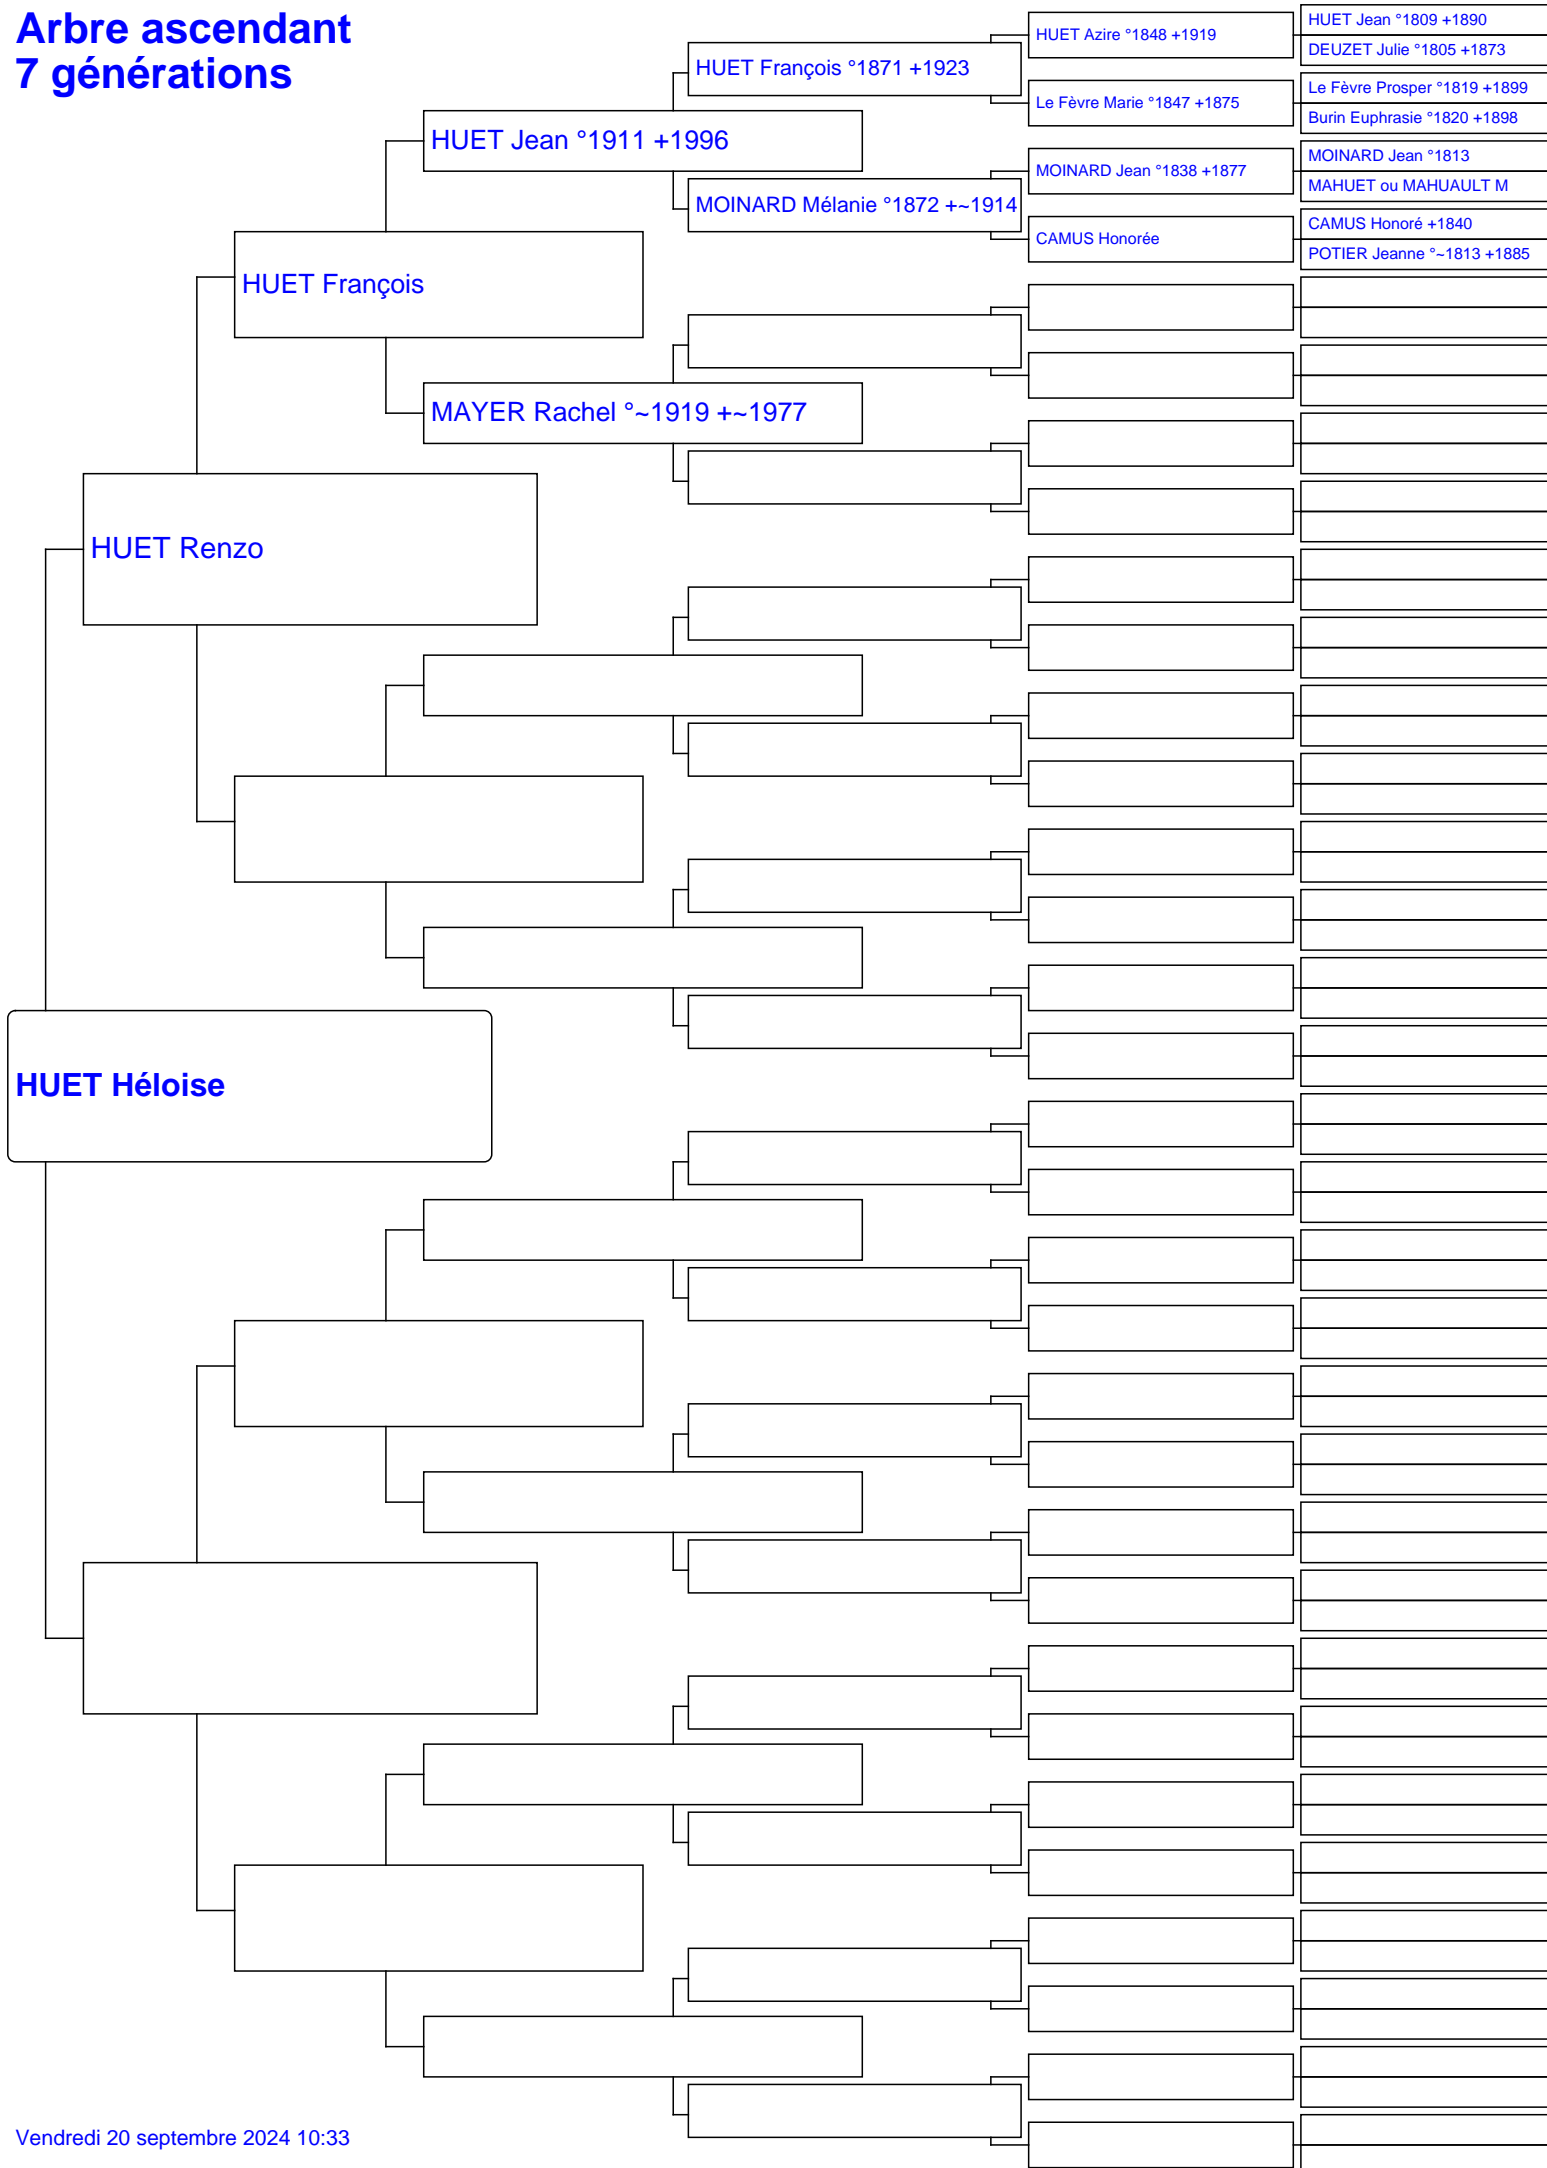 Arbre ascendant
7 générations
HUET Azire °1848 +1919
HUET Jean °1809 +1890
DEUZET Julie °1805 +1873
HUET François °1871 +1923
Le Fèvre Marie °1847 +1875
Le Fèvre Prosper °1819 +1899
Burin Euphrasie °1820 +1898
HUET Jean °1911 +1996
MOINARD Jean °1838 +1877
MOINARD Jean °1813
MAHUET ou MAHUAULT M
MOINARD Mélanie °1872 +~1914
CAMUS Honorée
CAMUS Honoré +1840
POTIER Jeanne °~1813 +1885
HUET François
MAYER Rachel °~1919 +~1977
HUET Renzo
HUET Héloise
Vendredi 20 septembre 2024 10:33